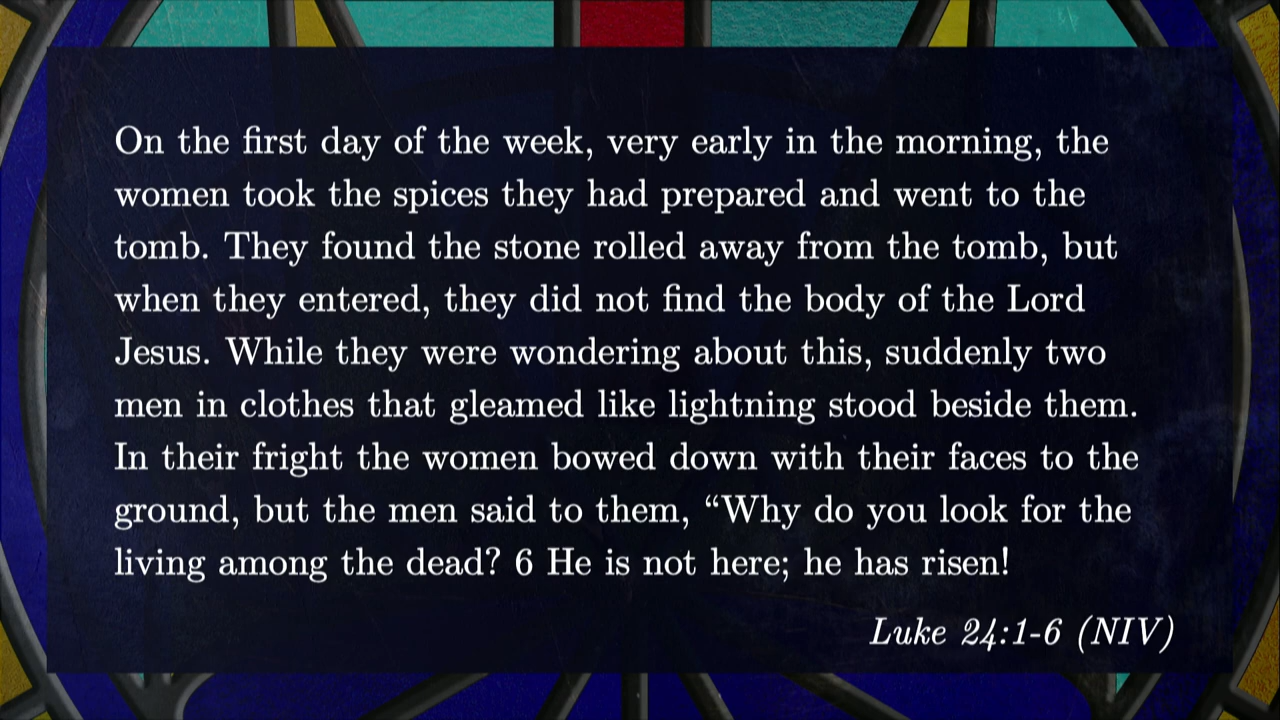 On the first day of the week, very early in the morning, the
women took the spices they had prepared and went to the
tomb. They found the stone rolled away from the tomb, but
when they entered, they did not find the body of the Lord
Jesus. While they were wondering about this, suddenly two
men in clothes that gleamed like lightning stood beside them.
In their fright the women bowed down with their faces to the
ground, but the men said to them, “Why do you look for the
living among the dead? 6 He is not here; he has risen!
Luke 24:1-6 (NIV)